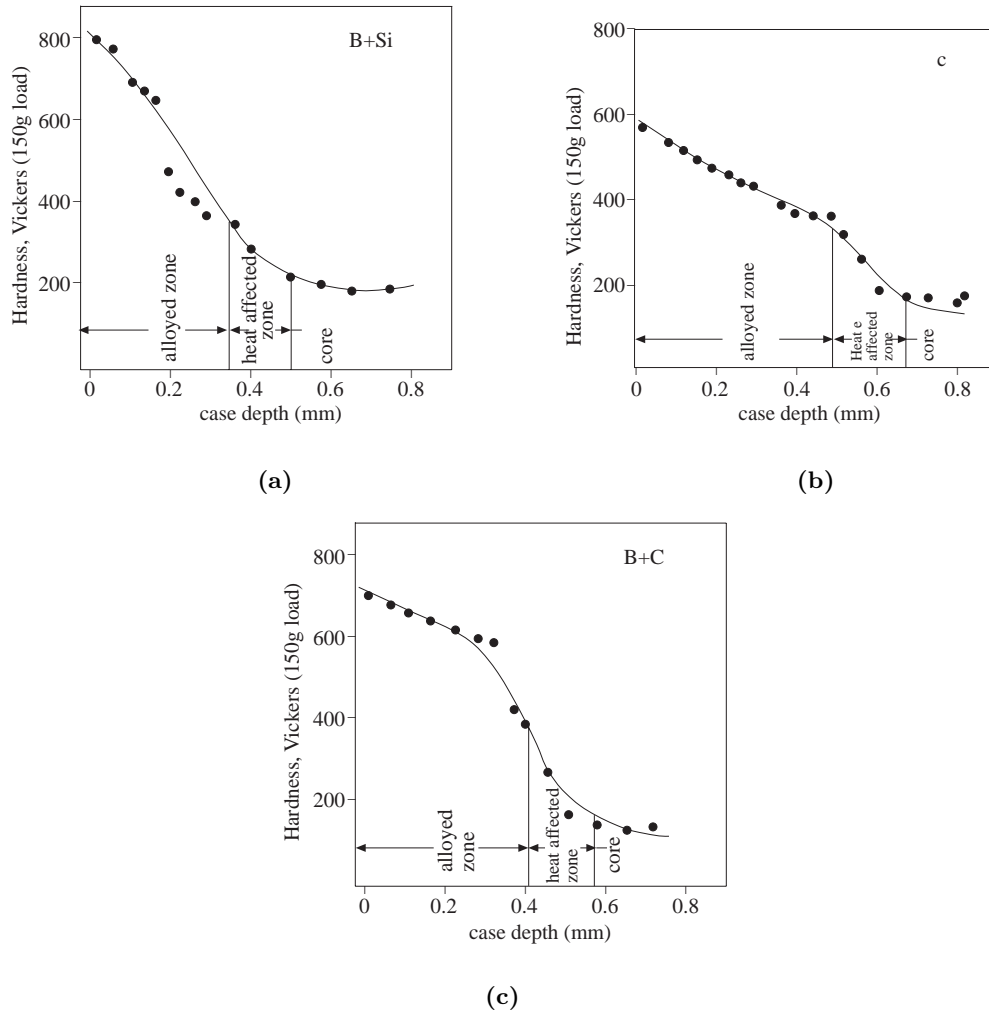 B+Si
Hardness, Vickers (150g load)
800
600
400
200
alloyed zone
heat affected
zone
core
0 0.2 0.4 0.6 0.8
case depth (mm)
(a)
c
Hardness, Vickers (150g load)
800
600
400
200
alloyed zone
Heat e
affected
zone
core
0 0.2 0.4 0.6 0.8
case depth (mm)
(b)
B+C
Hardness, Vickers (150g load)
800
600
400
200
alloyed
zone
heat affected
zone
core
0 0.2 0.4 0.6 0.8
case depth (mm)
(c)